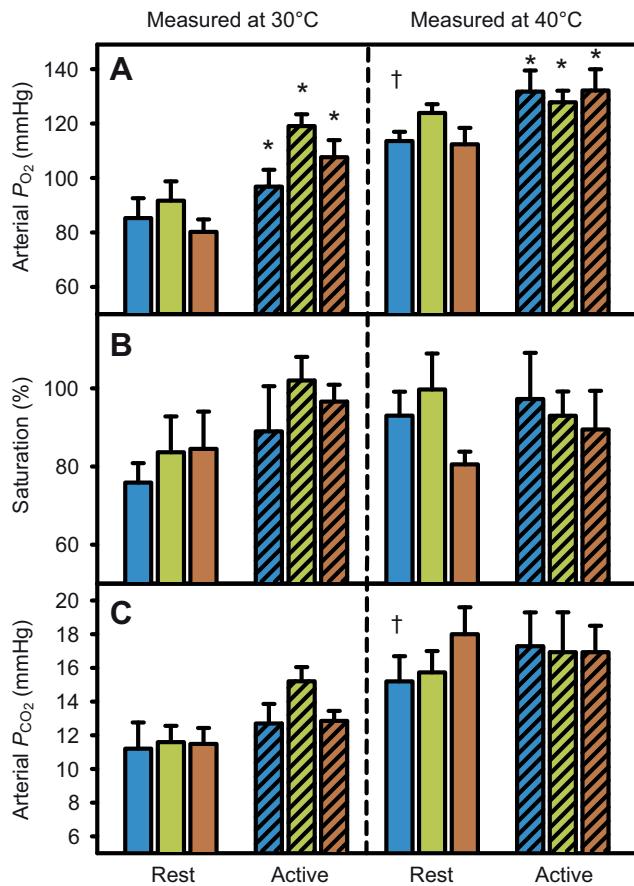 Measured at 30°C Measured at 40°C
A
Arterial PO2 (mmHg)
140
120
100
80
60
* * *
†
* * *
B
Saturation (%)
100
80
60
C
Arterial PCO2 (mmHg)
20
18
16
14
12
10
8
6
†
Rest Active Rest Active